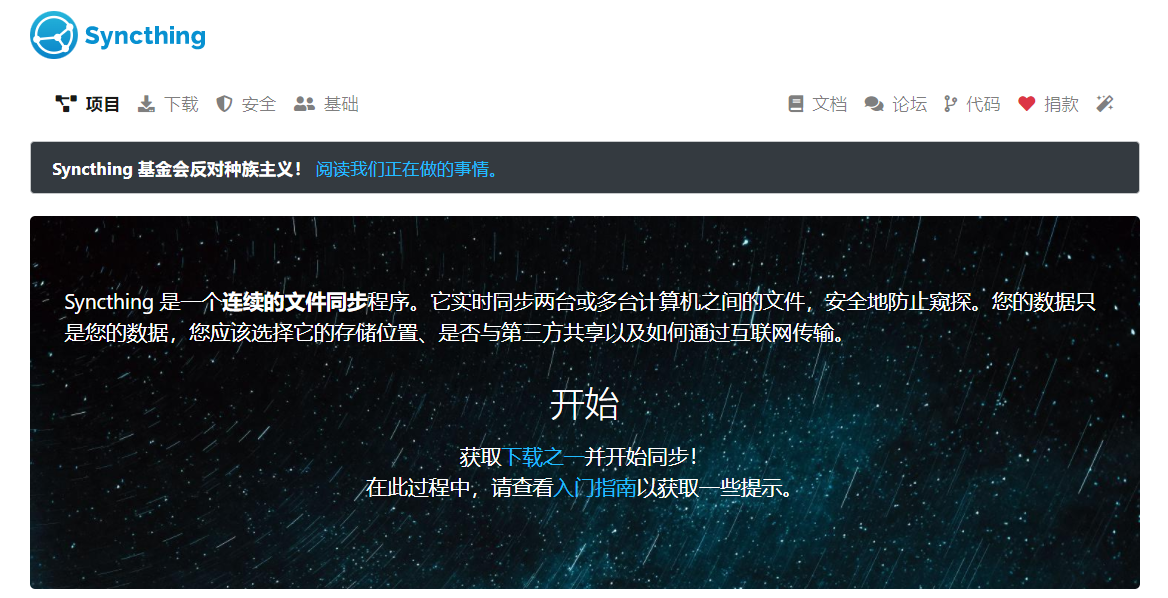 Syncthing
项目 下载 安全 基础 文档 论坛 代码 捐款
Syncthing 基金会反对种族主义！ 阅读我们正在做的事情。
Syncthing 是一个连续的文件同步程序。它实时同步两台或多台计算机之间的文件，安全地防止窥探。您的数据只
是您的数据，您应该选择它的存储位置、是否与第三方共享以及如何通过互联网传输。
开始
获取下载之一并开始同步！
在此过程中，请查看入门指南以获取一些提示。